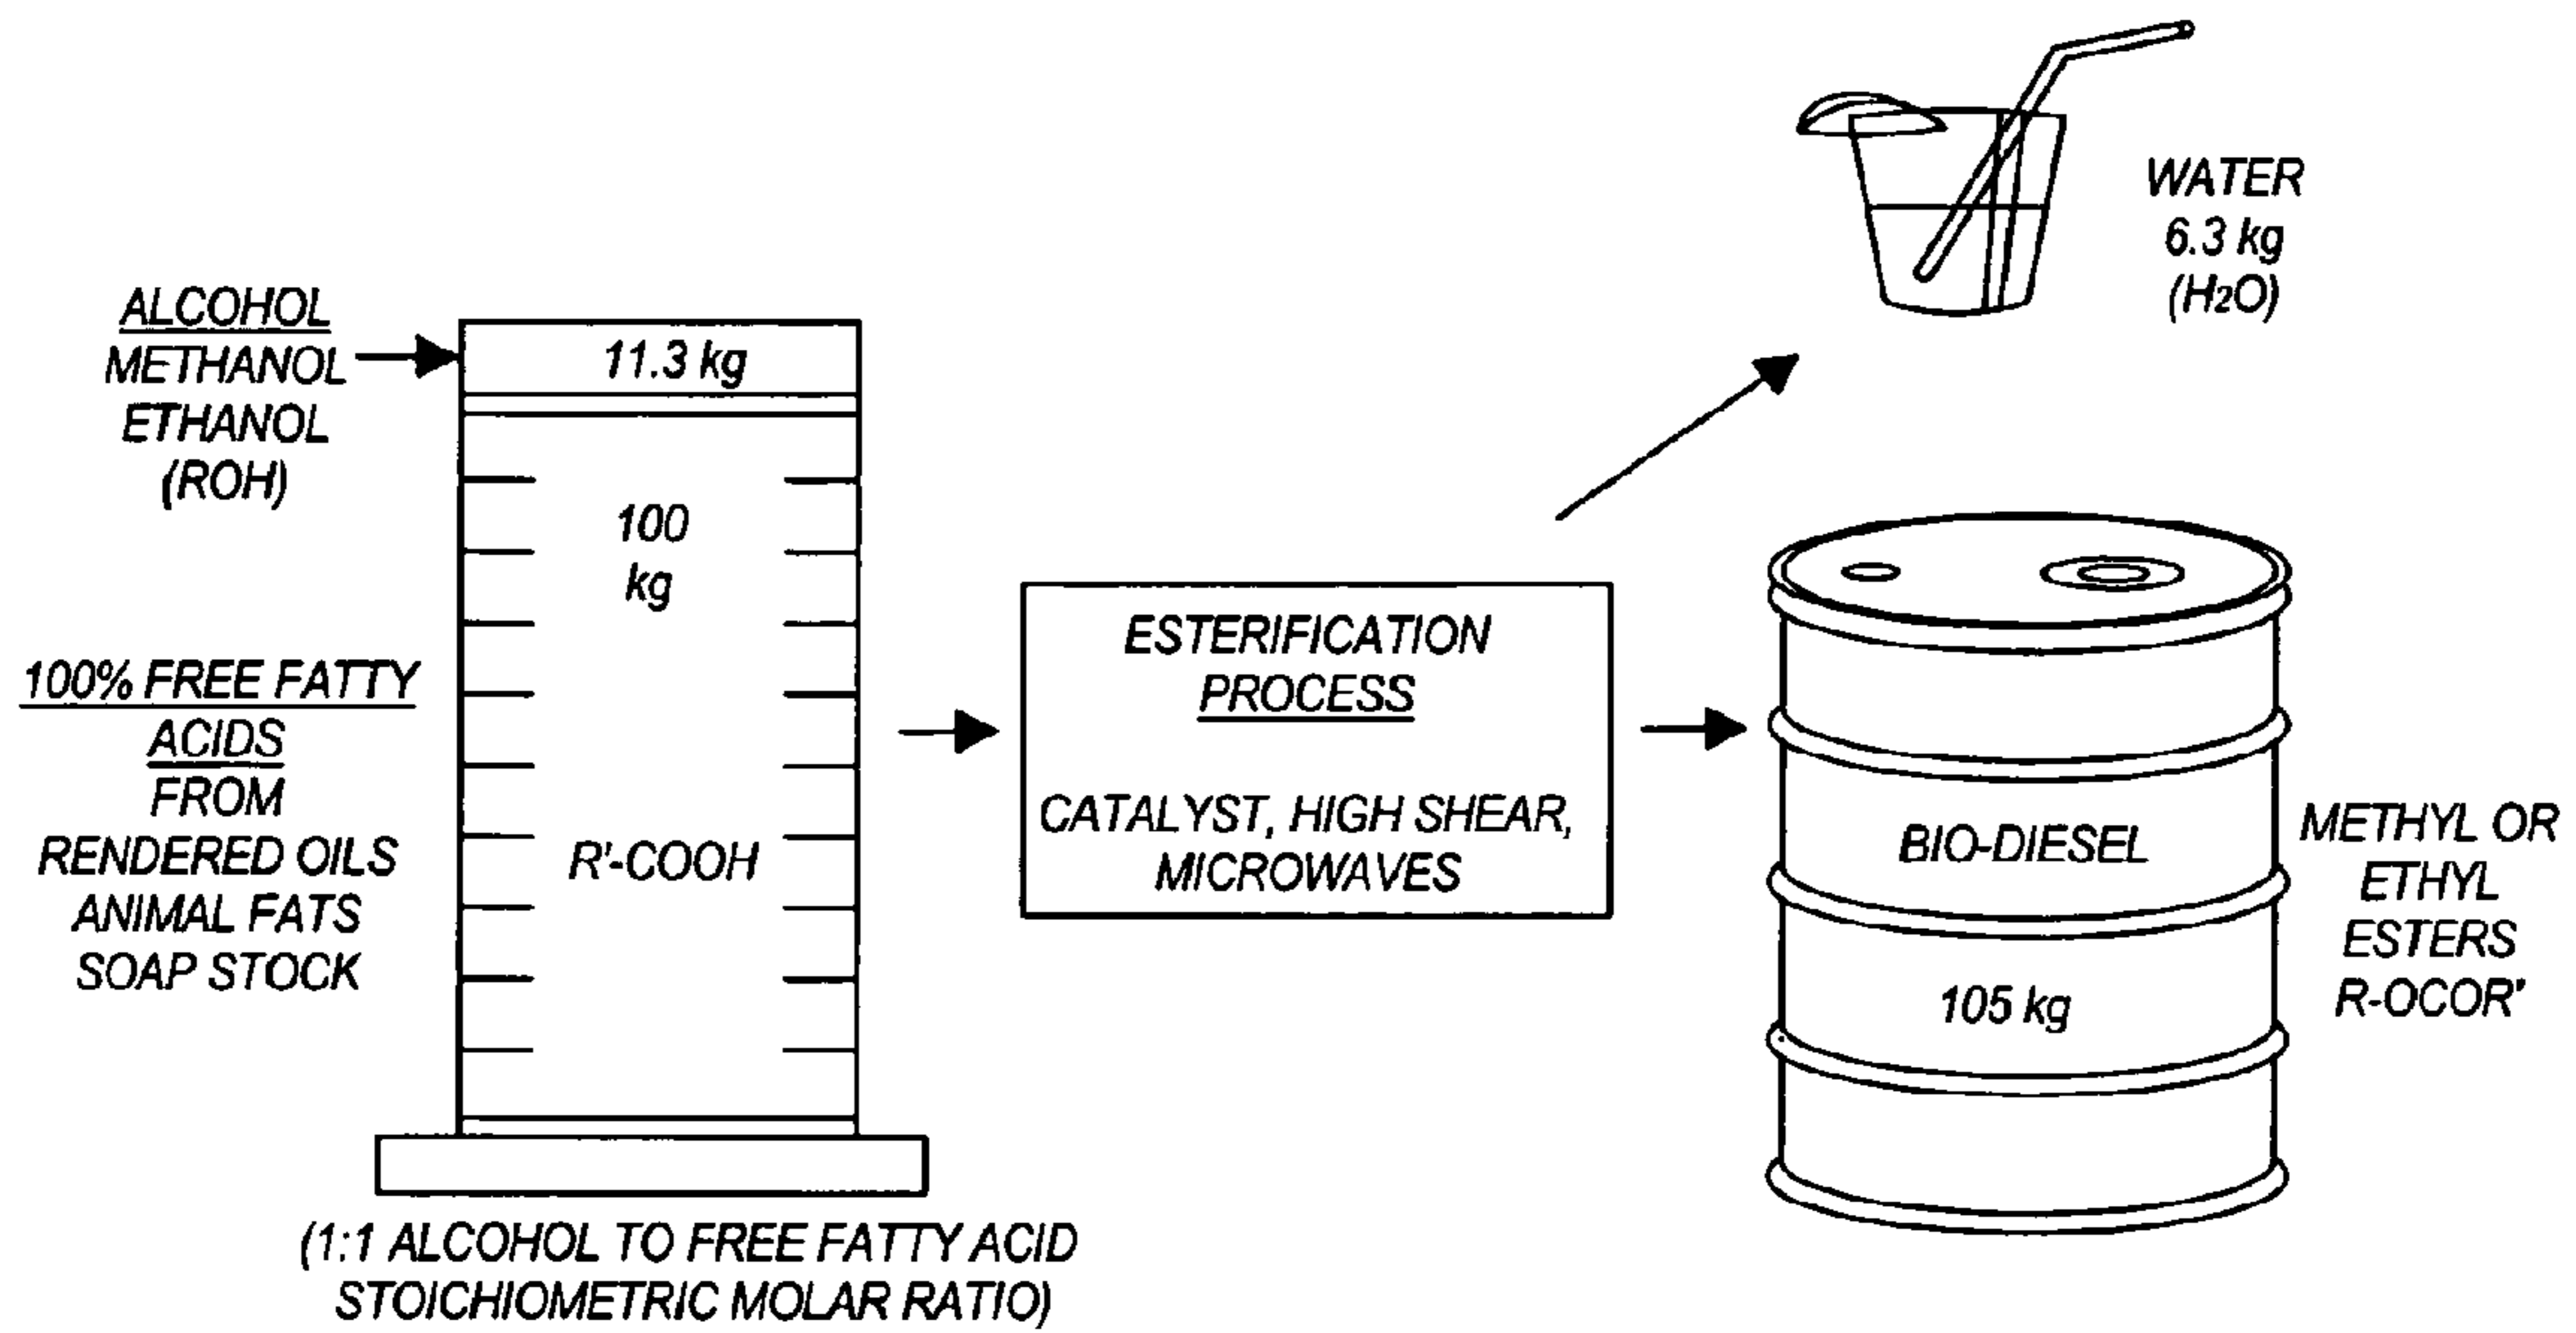 ALCOHOL
METHANOL
ETHANOL
(ROH)
11.3 kg
100% FREE FATTY
ACIDS
FROM
RENDERED OILS
ANIMAL FATS
SOAP STOCK
100
kg
R'-COOH
(1:1 ALCOHOL TO FREE FATTY ACID
STOICHIOMETRIC MOLAR RATIO)
ESTERIFICATION
PROCESS
CATALYST, HIGH SHEAR,
MICROWAVES
WATER
6.3 kg
(H2O)
BIO-DIESEL
105 kg
METHYL OR
ETHYL
ESTERS
R-OCOR'